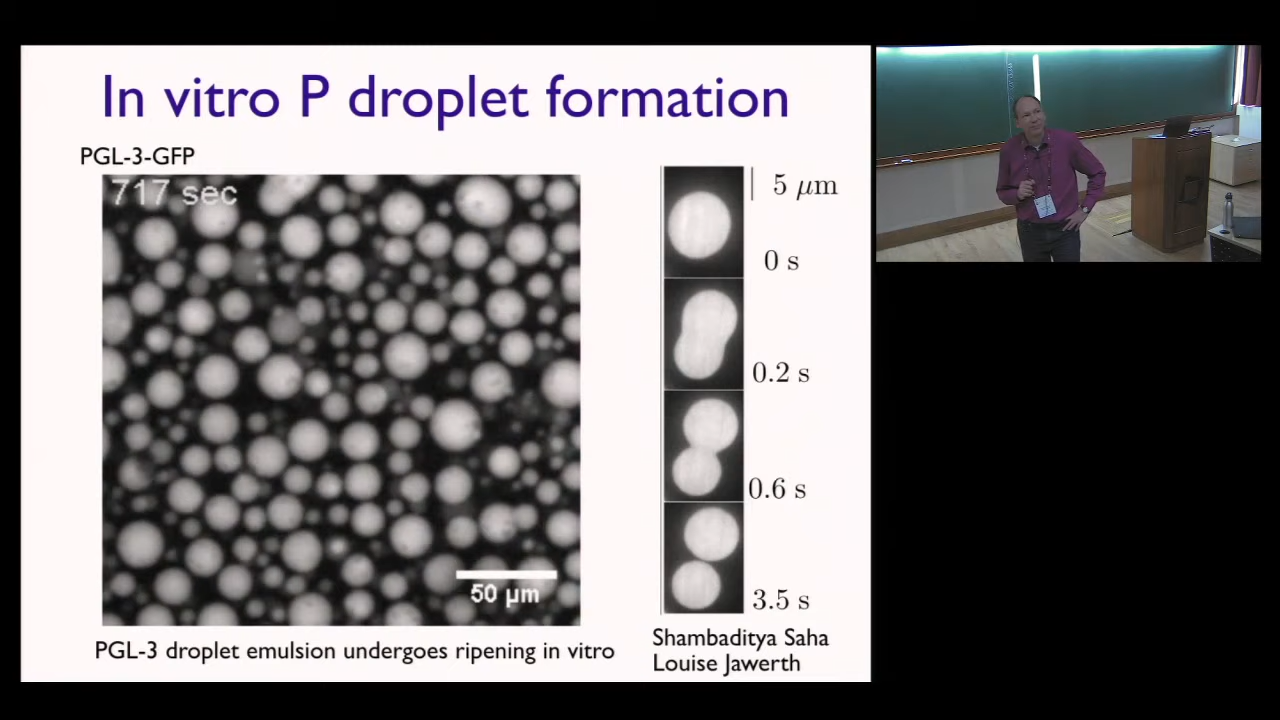 In vitro P droplet formation
PGL-3-GFP
717 sec
50 µm
PGL-3 droplet emulsion undergoes ripening in vitro
5 µm
0 s
0.2 s
0.6 s
3.5 s
Shambaditya Saha
Louise Jawerth